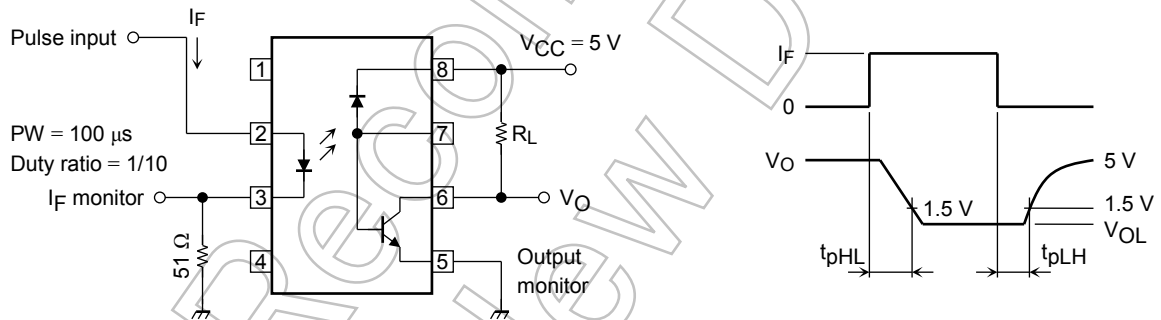 Pulse input
IF
VCC = 5 V
1
8
PW = 100 μs
Duty ratio = 1/10
2
7
RL
IF monitor
3
6
VO
51 Ω
4
5
Output
monitor
IF
0
VO
5 V
1.5 V
1.5 V
VOL
tpHL
tpLH